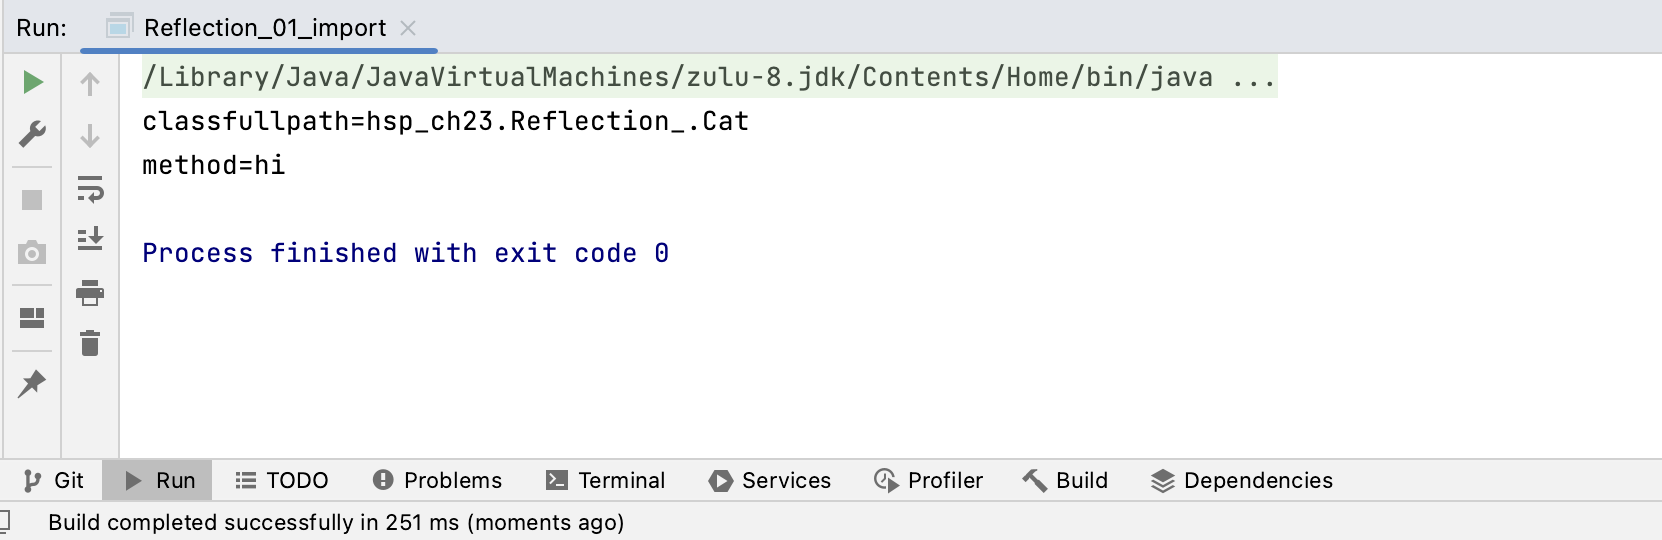 Run: Reflection_01_import
/Library/Java/JavaVirtualMachines/zulu-8.jdk/Contents/Home/bin/java ...
classfullpath=hsp_ch23.Reflection_.Cat
method=hi
Process finished with exit code 0
Git Run TODO Problems Terminal Services Profiler Build Dependencies
Build completed successfully in 251 ms (moments ago)